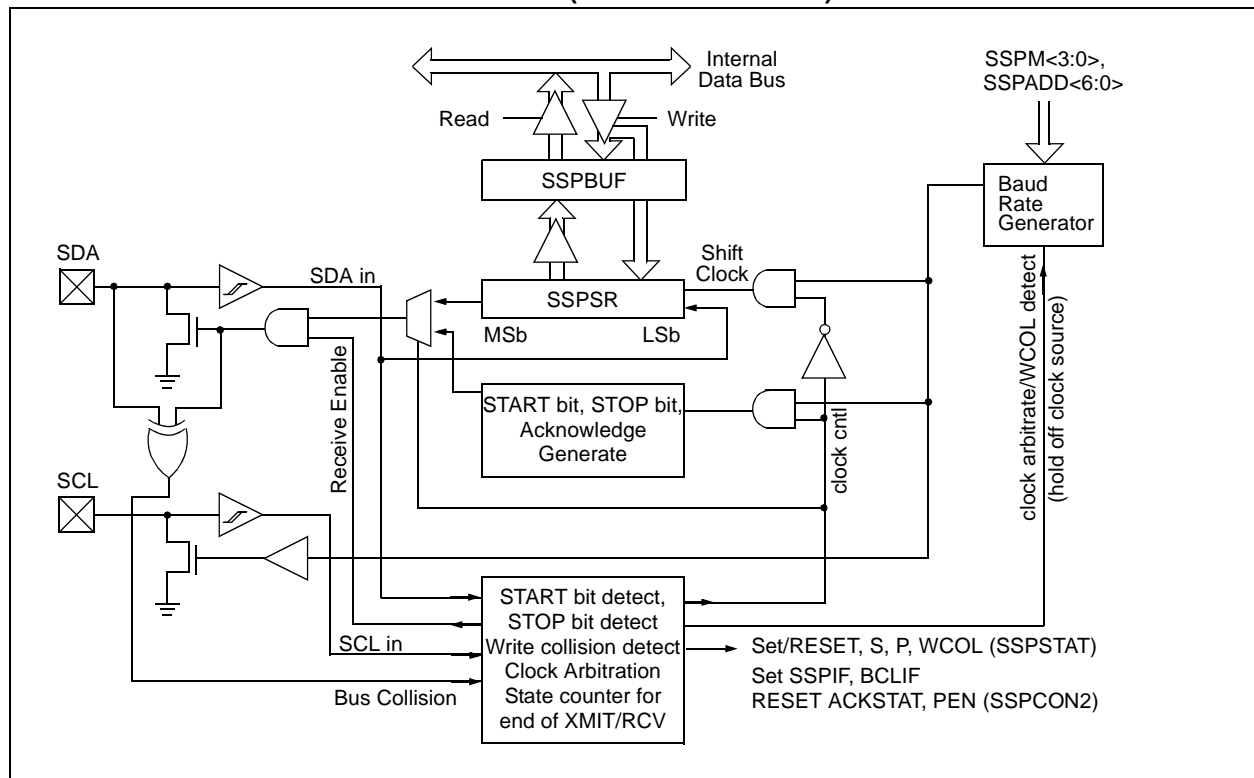 Internal
Data Bus
SSPM<3:0>,
SSPADD<6:0>
Read
Write
SSPBUF
Baud
Rate
Generator
SDA
SDA in
Shift
Clock
SSPSR
MSb
LSb
clock arbitrate/WCOL detect
(hold off clock source)
Receive Enable
START bit, STOP bit,
Acknowledge
Generate
clock cntl
SCL
START bit detect,
STOP bit detect
Write collision detect
Clock Arbitration
State counter for
end of XMIT/RCV
SCL in
Bus Collision
Set/RESET, S, P, WCOL (SSPSTAT)
Set SSPIF, BCLIF
RESET ACKSTAT, PEN (SSPCON2)